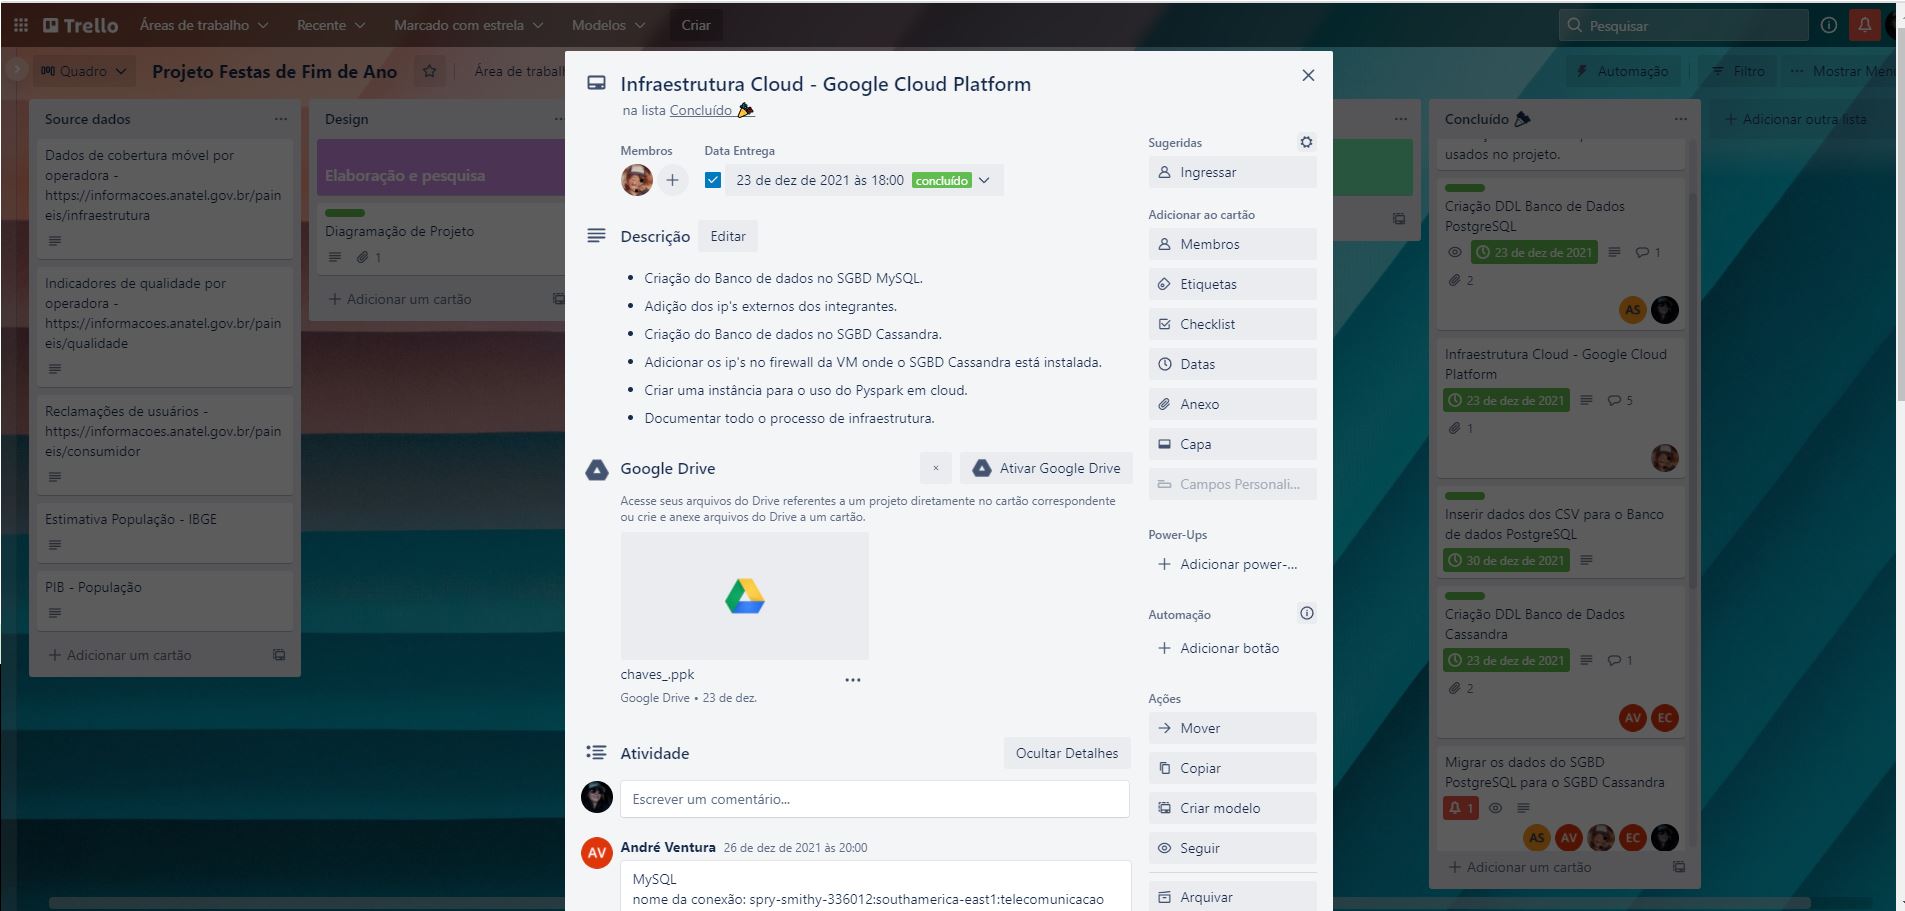 Trello
Áreas de trabalho
Recente
Marcado com estrela
Modelos
Criar
Pesquisar
Quadro
Projeto Festas de Fim de Ano
Área de trabal
Automação
Filtro
Mostrar Menu
Source dados
Dados de cobertura móvel por
operadora -
https://informacoes.anatel.gov.br/pain
eis/infraestrutura
Indicadores de qualidade por
operadora -
https://informacoes.anatel.gov.br/pain
eis/qualidade
Reclamações de usuários -
https://informacoes.anatel.gov.br/pain
eis/consumidor
Estimativa População - IBGE
PIB - População
+ Adicionar um cartão
Design
Elaboração e pesquisa
Diagramação de Projeto
1
+ Adicionar um cartão
Infraestrutura Cloud - Google Cloud Platform
na lista Concluído
Membros
Data Entrega
23 de dez de 2021 às 18:00 concluído
Descrição
Editar
• Criação do Banco de dados no SGBD MySQL.
• Adição dos ip's externos dos integrantes.
• Criação do Banco de dados no SGBD Cassandra.
• Adicionar os ip's no firewall da VM onde o SGBD Cassandra está instalada.
• Criar uma instância para o uso do Pyspark em cloud.
• Documentar todo o processo de infraestrutura.
Google Drive
×
Ativar Google Drive
Acesse seus arquivos do Drive referentes a um projeto diretamente no cartão correspondente
ou crie e anexe arquivos do Drive a um cartão.
chaves_.ppk
Google Drive • 23 de dez.
Atividade
Ocultar Detalhes
Escrever um comentário...
AV
André Ventura 26 de dez de 2021 às 20:00
MySQL
nome da conexão: spry-smithy-336012:southamerica-east1:telecomunicacao
Sugeridas
Ingressar
Adicionar ao cartão
Membros
Etiquetas
Checklist
Datas
Anexo
Capa
Campos Personali...
Power-Ups
+ Adicionar power-...
Automação
+ Adicionar botão
Ações
Mover
Copiar
Criar modelo
Seguir
Arquivar
Concluído
usados no projeto.
Criação DDL Banco de Dados
PostgreSQL
23 de dez de 2021
1
2
AS
Infraestrutura Cloud - Google Cloud
Platform
23 de dez de 2021
5
1
Inserir dados dos CSV para o Banco
de dados PostgreSQL
30 de dez de 2021
Criação DDL Banco de Dados
Cassandra
23 de dez de 2021
1
2
AV EC
Migrar os dados do SGBD
PostgreSQL para o SGBD Cassandra
1
AS AV EC
+ Adicionar um cartão
+ Adicionar outra lista